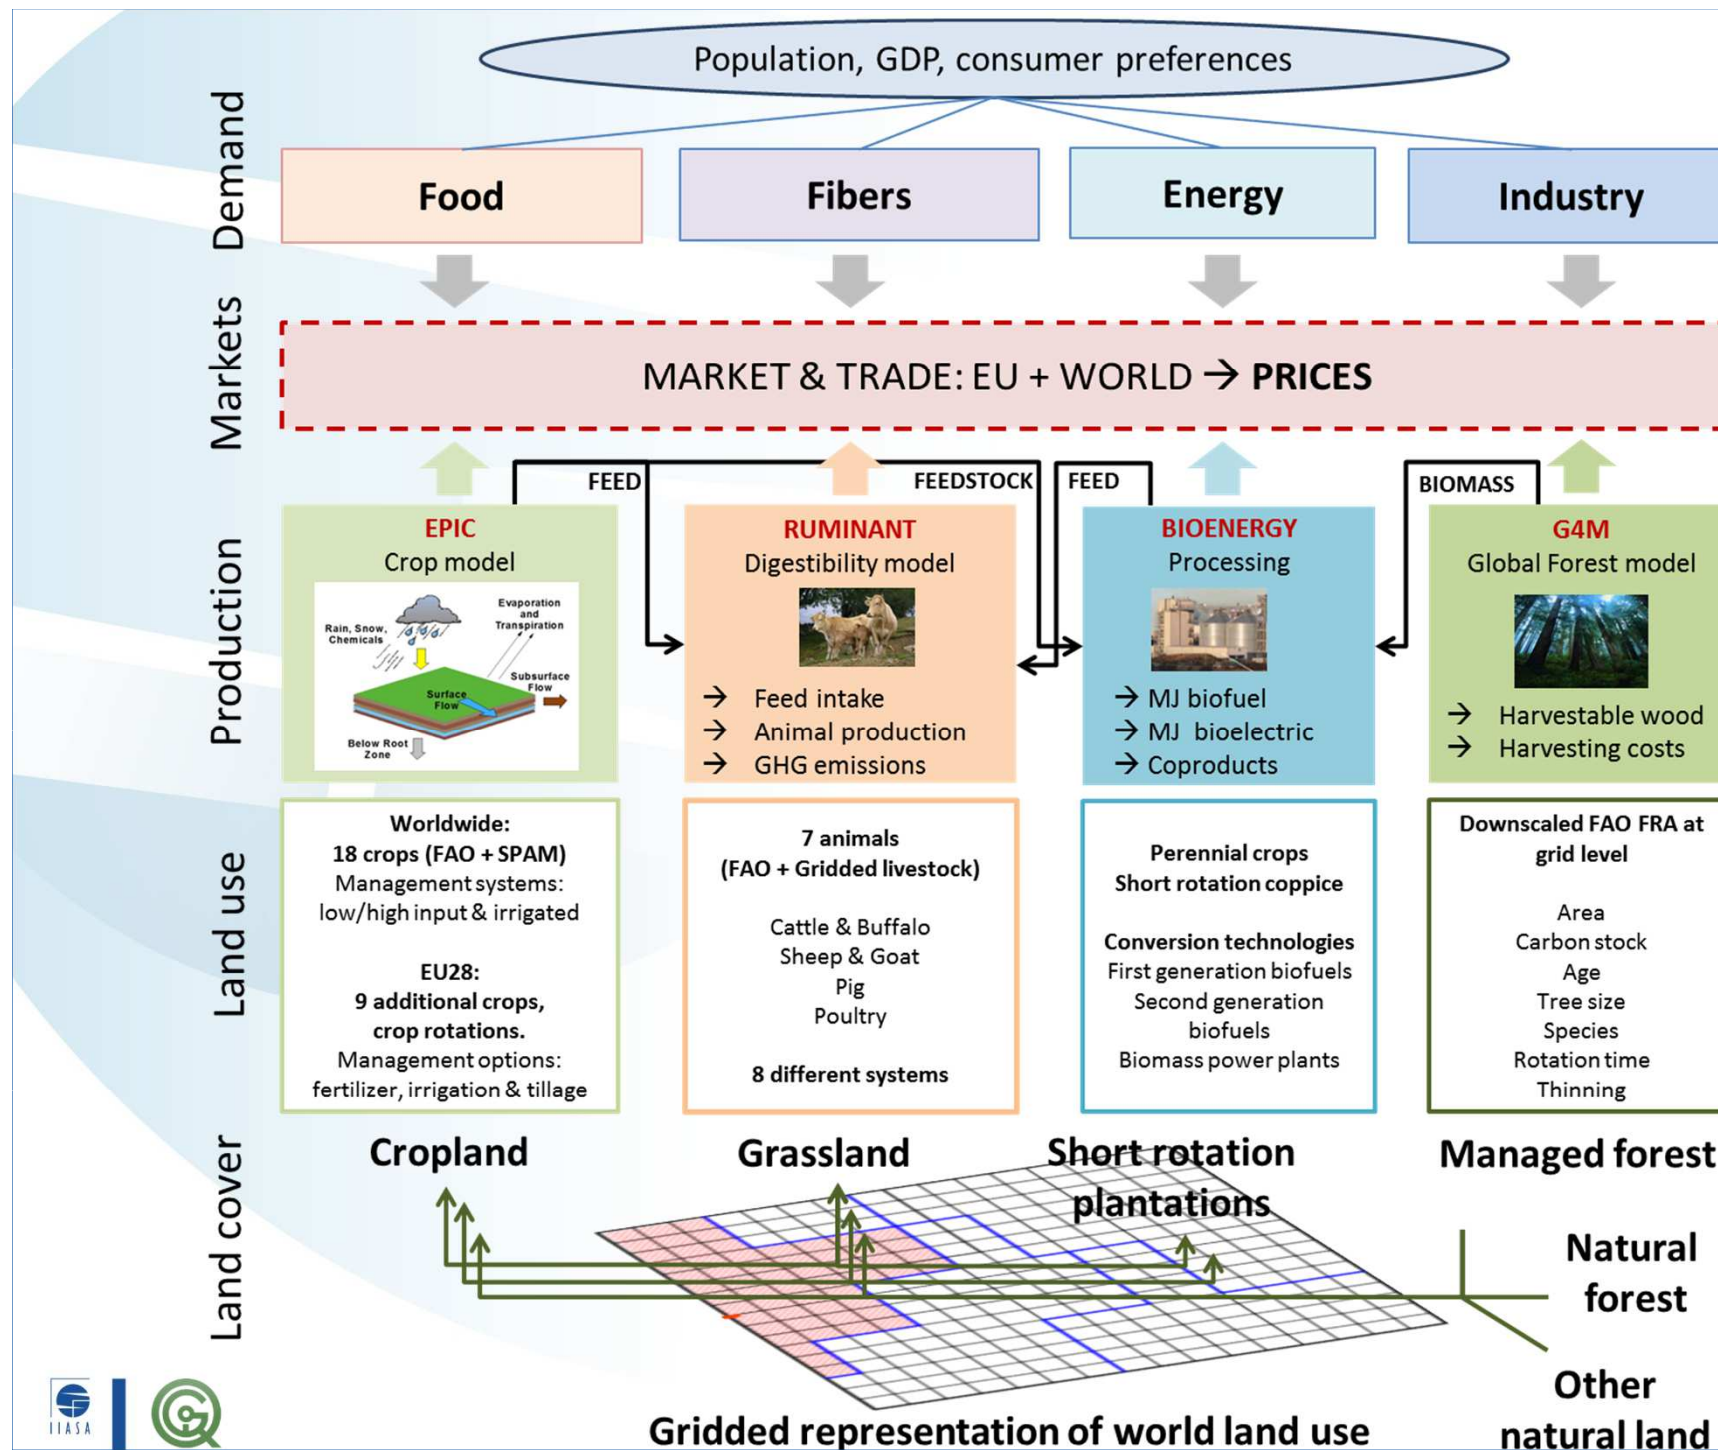 Population, GDP, consumer preferences
Demand
Food
Fibers
Energy
Industry
Markets
MARKET & TRADE: EU + WORLD → PRICES
FEED
FEEDSTOCK
FEED
BIOMASS
Production
EPIC
Crop model
Rain, Snow,
Chemicals
Evaporation
and
Transpiration
Subsurface
Flow
Surface
Flow
Below Root
Zone
RUMINANT
Digestibility model
→ Feed intake
→ Animal production
→ GHG emissions
BIOENERGY
Processing
→ MJ biofuel
→ MJ bioelectric
→ Coproducts
G4M
Global Forest model
→ Harvestable wood
→ Harvesting costs
Land use
Worldwide:
18 crops (FAO + SPAM)
Management systems:
low/high input & irrigated
EU28:
9 additional crops,
crop rotations.
Management options:
fertilizer, irrigation & tillage
7 animals
(FAO + Gridded livestock)
Cattle & Buffalo
Sheep & Goat
Pig
Poultry
8 different systems
Perennial crops
Short rotation coppice
Conversion technologies
First generation biofuels
Second generation
biofuels
Biomass power plants
Downscaled FAO FRA at
grid level
Area
Carbon stock
Age
Tree size
Species
Rotation time
Thinning
Land cover
Cropland
Grassland
Short rotation
plantations
Managed forest
Natural
forest
Other
natural land
Gridded representation of world land use
IIASA